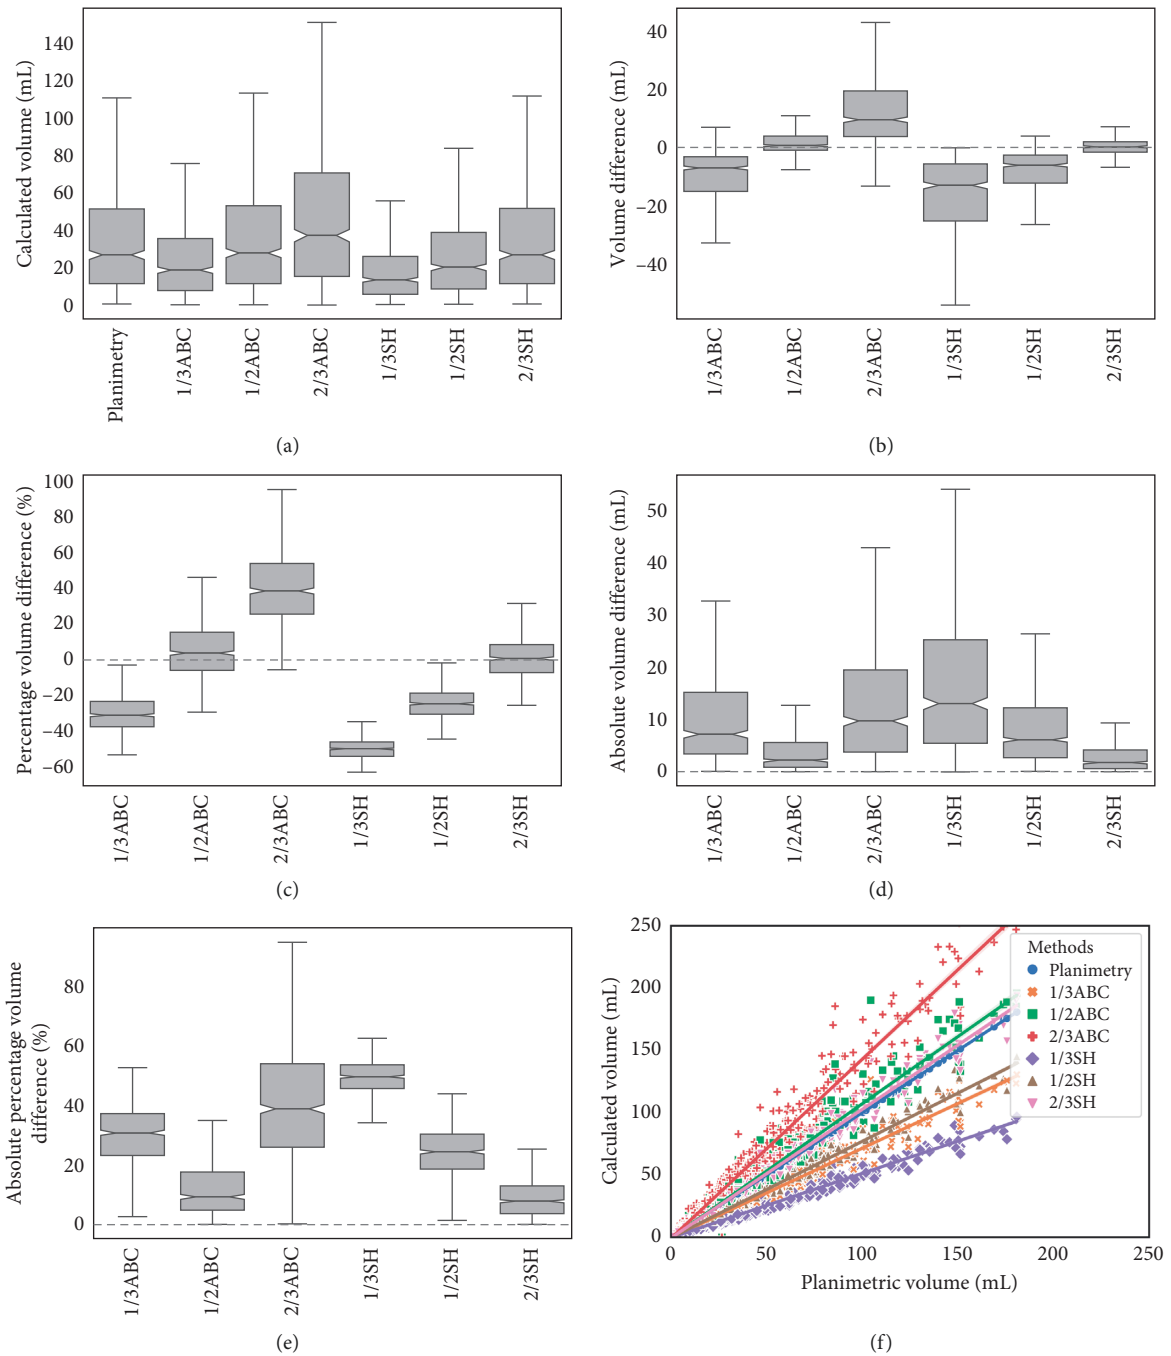 Calculated volume (mL)
140
120
100
80
60
40
20
0
Planimetry
1/3ABC
1/2ABC
2/3ABC
1/3SH
1/2SH
2/3SH
(a)
Volume difference (mL)
40
20
0
−20
−40
1/3ABC
1/2ABC
2/3ABC
1/3SH
1/2SH
2/3SH
(b)
Percentage volume difference (%)
100
80
60
40
20
0
−20
−40
−60
1/3ABC
1/2ABC
2/3ABC
1/3SH
1/2SH
2/3SH
(c)
Absolute volume difference (mL)
50
40
30
20
10
0
1/3ABC
1/2ABC
2/3ABC
1/3SH
1/2SH
2/3SH
(d)
Absolute percentage volume
difference (%)
80
60
40
20
0
1/3ABC
1/2ABC
2/3ABC
1/3SH
1/2SH
2/3SH
(e)
Calculated volume (mL)
250
200
150
100
50
0
0 50 100 150 200 250
Planimetric volume (mL)
Methods
Planimetry
1/3ABC
1/2ABC
2/3ABC
1/3SH
1/2SH
2/3SH
(f)